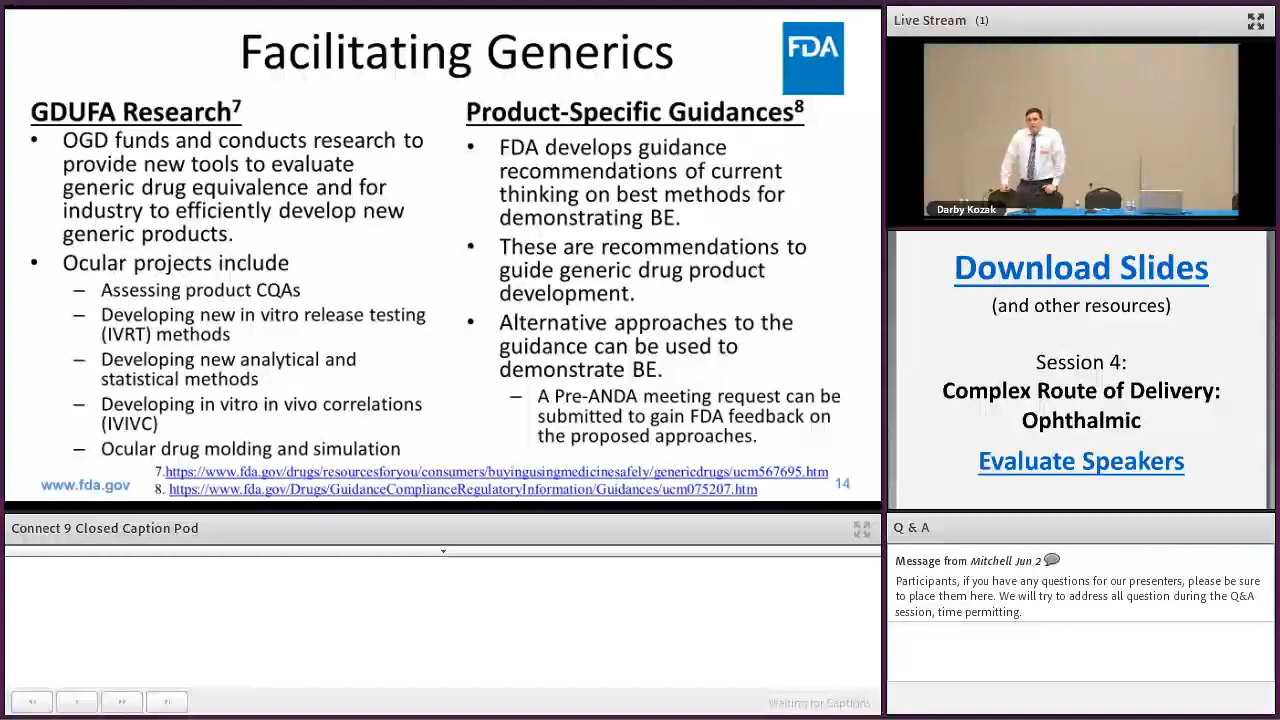 Facilitating Generics
FDA
GDUFA Research7
• OGD funds and conducts research to
provide new tools to evaluate
generic drug equivalence and for
industry to efficiently develop new
generic products.
• Ocular projects include
– Assessing product CQAs
– Developing new in vitro release testing
(IVRT) methods
– Developing new analytical and
statistical methods
– Developing in vitro in vivo correlations
(IVIVC)
– Ocular drug molding and simulation
Product-Specific Guidances8
• FDA develops guidance
recommendations of current
thinking on best methods for
demonstrating BE.
• These are recommendations to
guide generic drug product
development.
• Alternative approaches to the
guidance can be used to
demonstrate BE.
– A Pre-ANDA meeting request can be
submitted to gain FDA feedback on
the proposed approaches.
7.https://www.fda.gov/drugs/resourcesforyou/consumers/buyingusingmedicinesafely/genericdrugs/ucm567695.htm
8. https://www.fda.gov/Drugs/GuidanceComplianceRegulatoryInformation/Guidances/ucm075207.htm
www.fda.gov
14
Live Stream (1)
Darby Kozak
Download Slides
(and other resources)
Session 4:
Complex Route of Delivery:
Ophthalmic
Evaluate Speakers
Connect 9 Closed Caption Pod
Waiting for Captions
Q & A
Message from Mitchell Jun 2
Participants, if you have any questions for our presenters, please be sure
to place them here. We will try to address all question during the Q&A
session, time permitting.